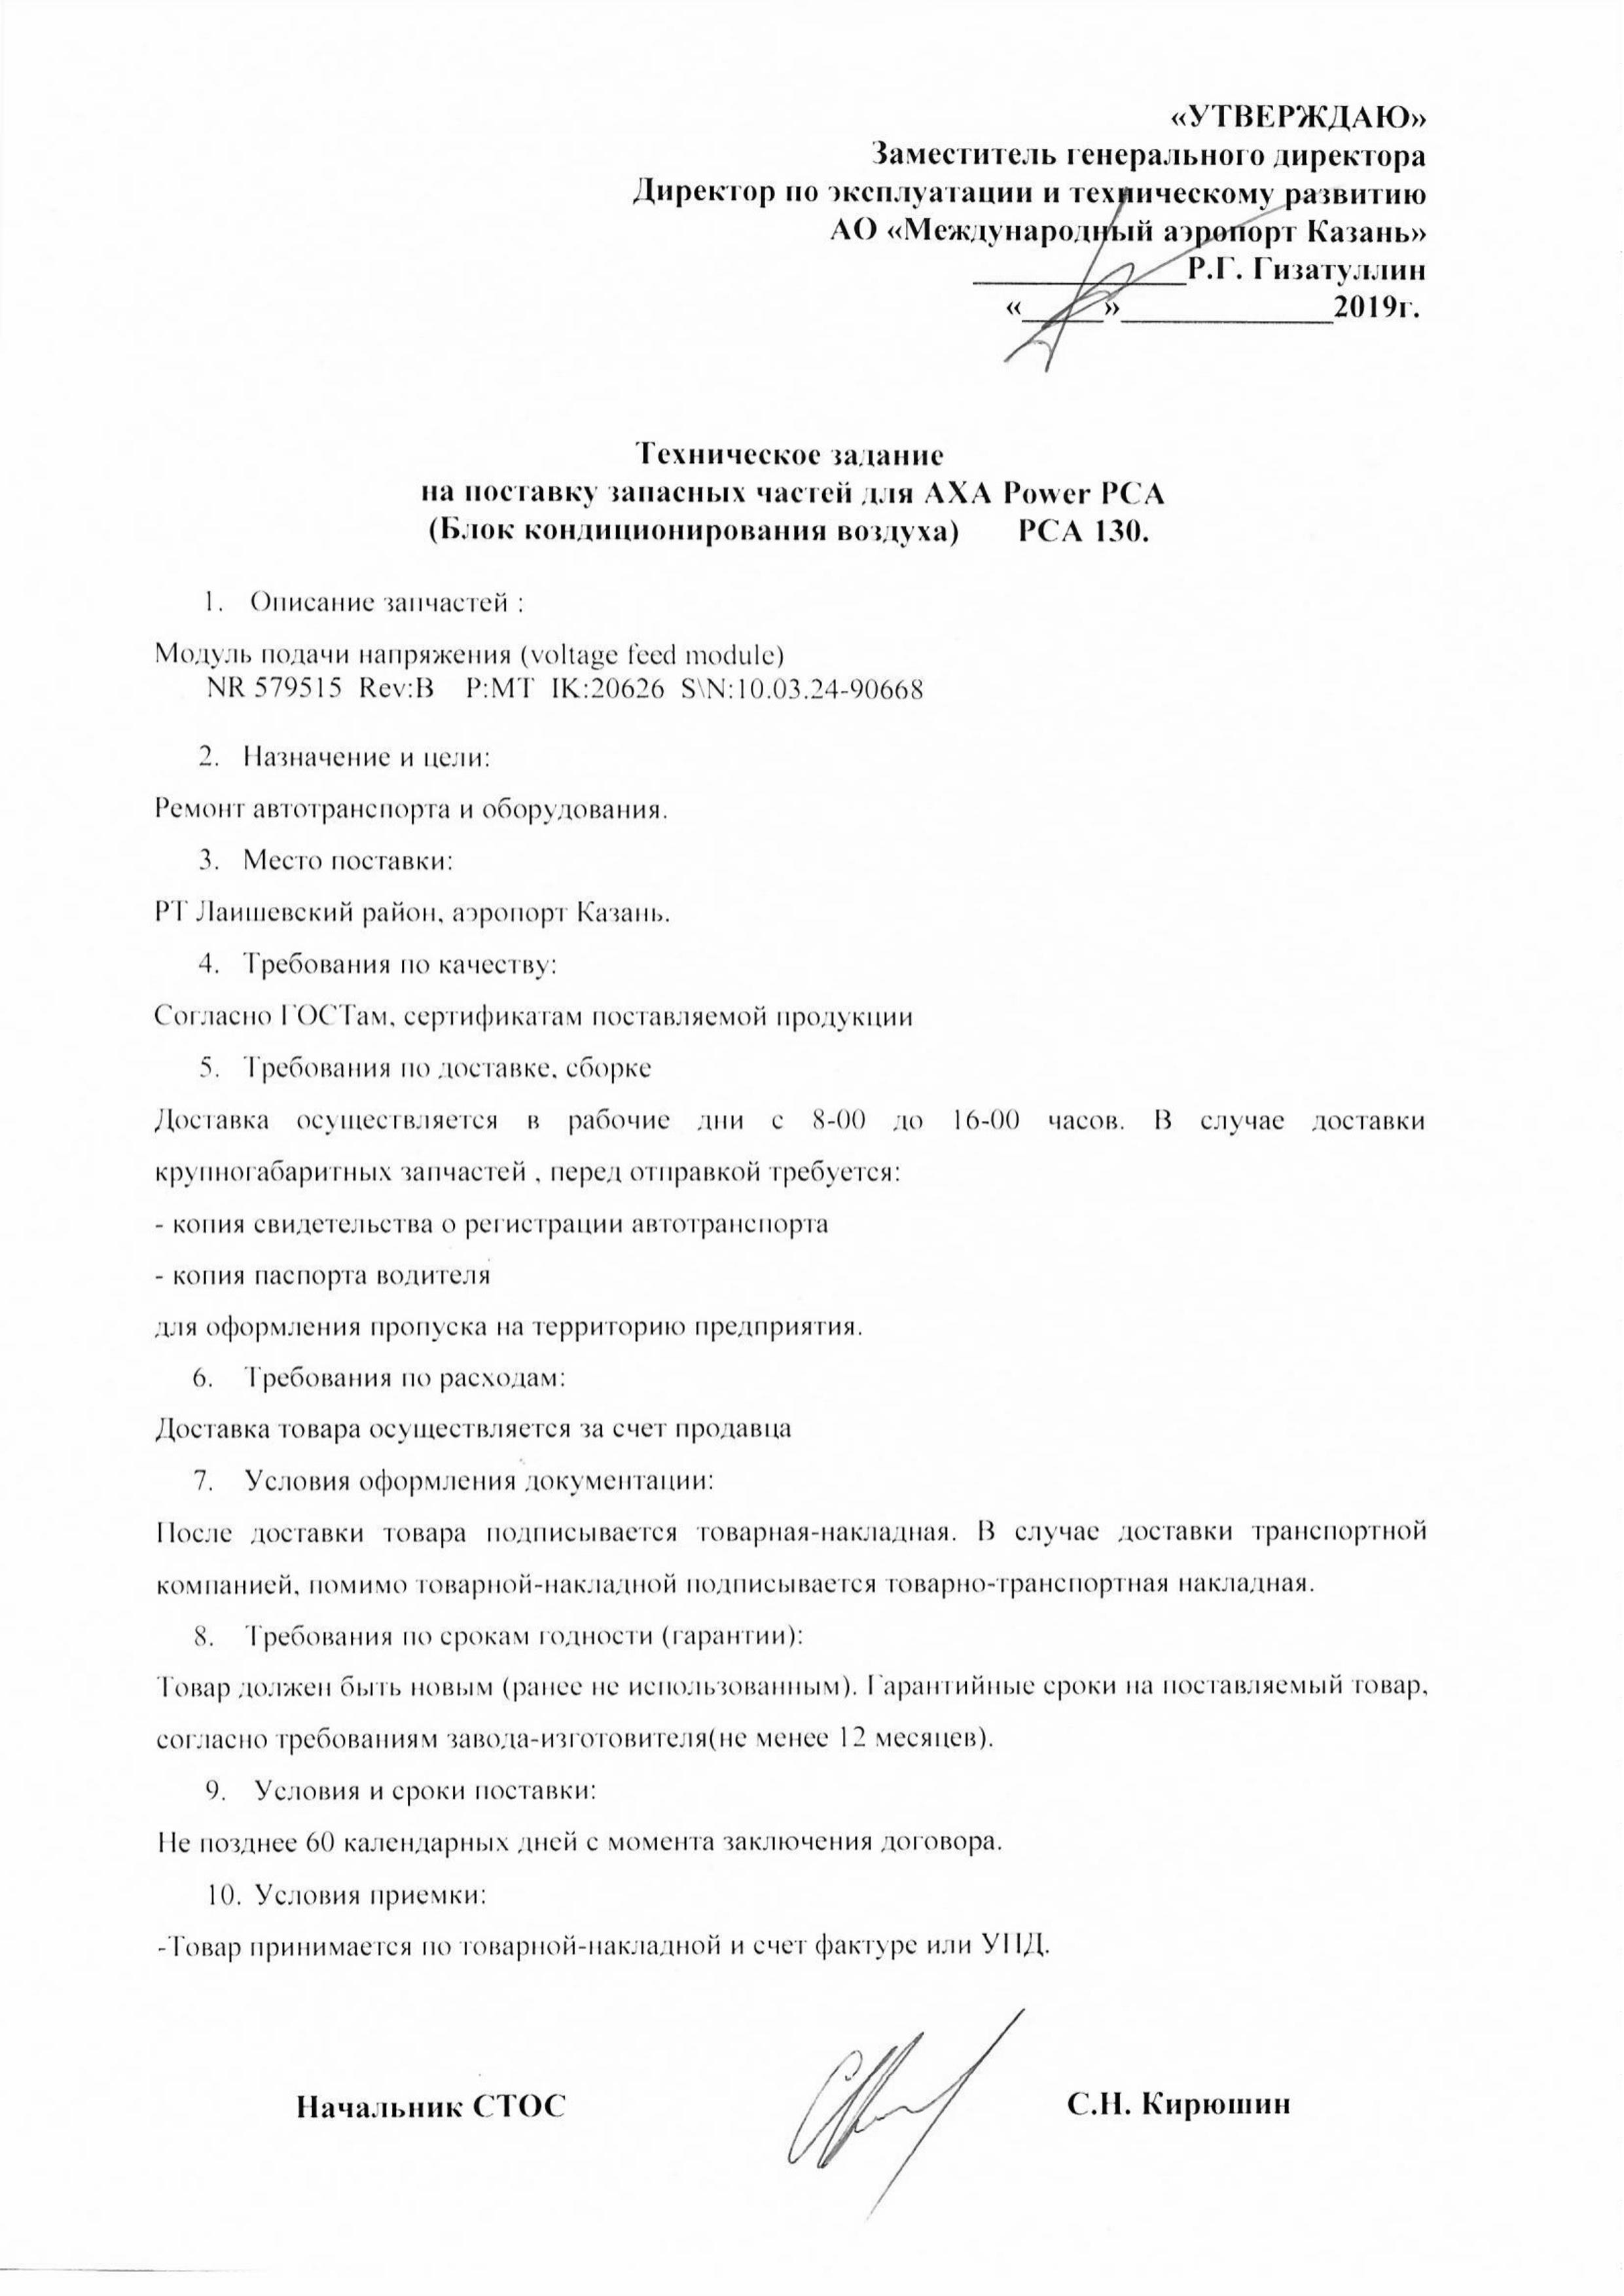 «УТВЕРЖДАЮ»
Заместитель генерального директора
Директор по эксплуатации и техническому развитию
АО «Международный аэропорт Казань»
_____________Р.Г. Гизатуллин
«_____»_____________2019г.
Техническое задание
на поставку запасных частей для AXA Power PCA
(Блок кондиционирования воздуха) PCA 130.
1. Описание запчастей :
Модуль подачи напряжения (voltage feed module)
NR 579515 Rev:B P:MT IK:20626 S\N:10.03.24-90668
2. Назначение и цели:
Ремонт автотранспорта и оборудования.
3. Место поставки:
РТ Лаишевский район, аэропорт Казань.
4. Требования по качеству:
Согласно ГОСТам, сертификатам поставляемой продукции
5. Требования по доставке, сборке
Доставка осуществляется в рабочие дни с 8-00 до 16-00 часов. В случае доставки
крупногабаритных запчастей , перед отправкой требуется:
- копия свидетельства о регистрации автотранспорта
- копия паспорта водителя
для оформления пропуска на территорию предприятия.
6. Требования по расходам:
Доставка товара осуществляется за счет продавца
7. Условия оформления документации:
После доставки товара подписывается товарная-накладная. В случае доставки транспортной
компанией, помимо товарной-накладной подписывается товарно-транспортная накладная.
8. Требования по срокам годности (гарантии):
Товар должен быть новым (ранее не использованным). Гарантийные сроки на поставляемый товар,
согласно требованиям завода-изготовителя(не менее 12 месяцев).
9. Условия и сроки поставки:
Не позднее 60 календарных дней с момента заключения договора.
10. Условия приемки:
-Товар принимается по товарной-накладной и счет фактуре или УПД.
Начальник СТОС С.Н. Кирюшин